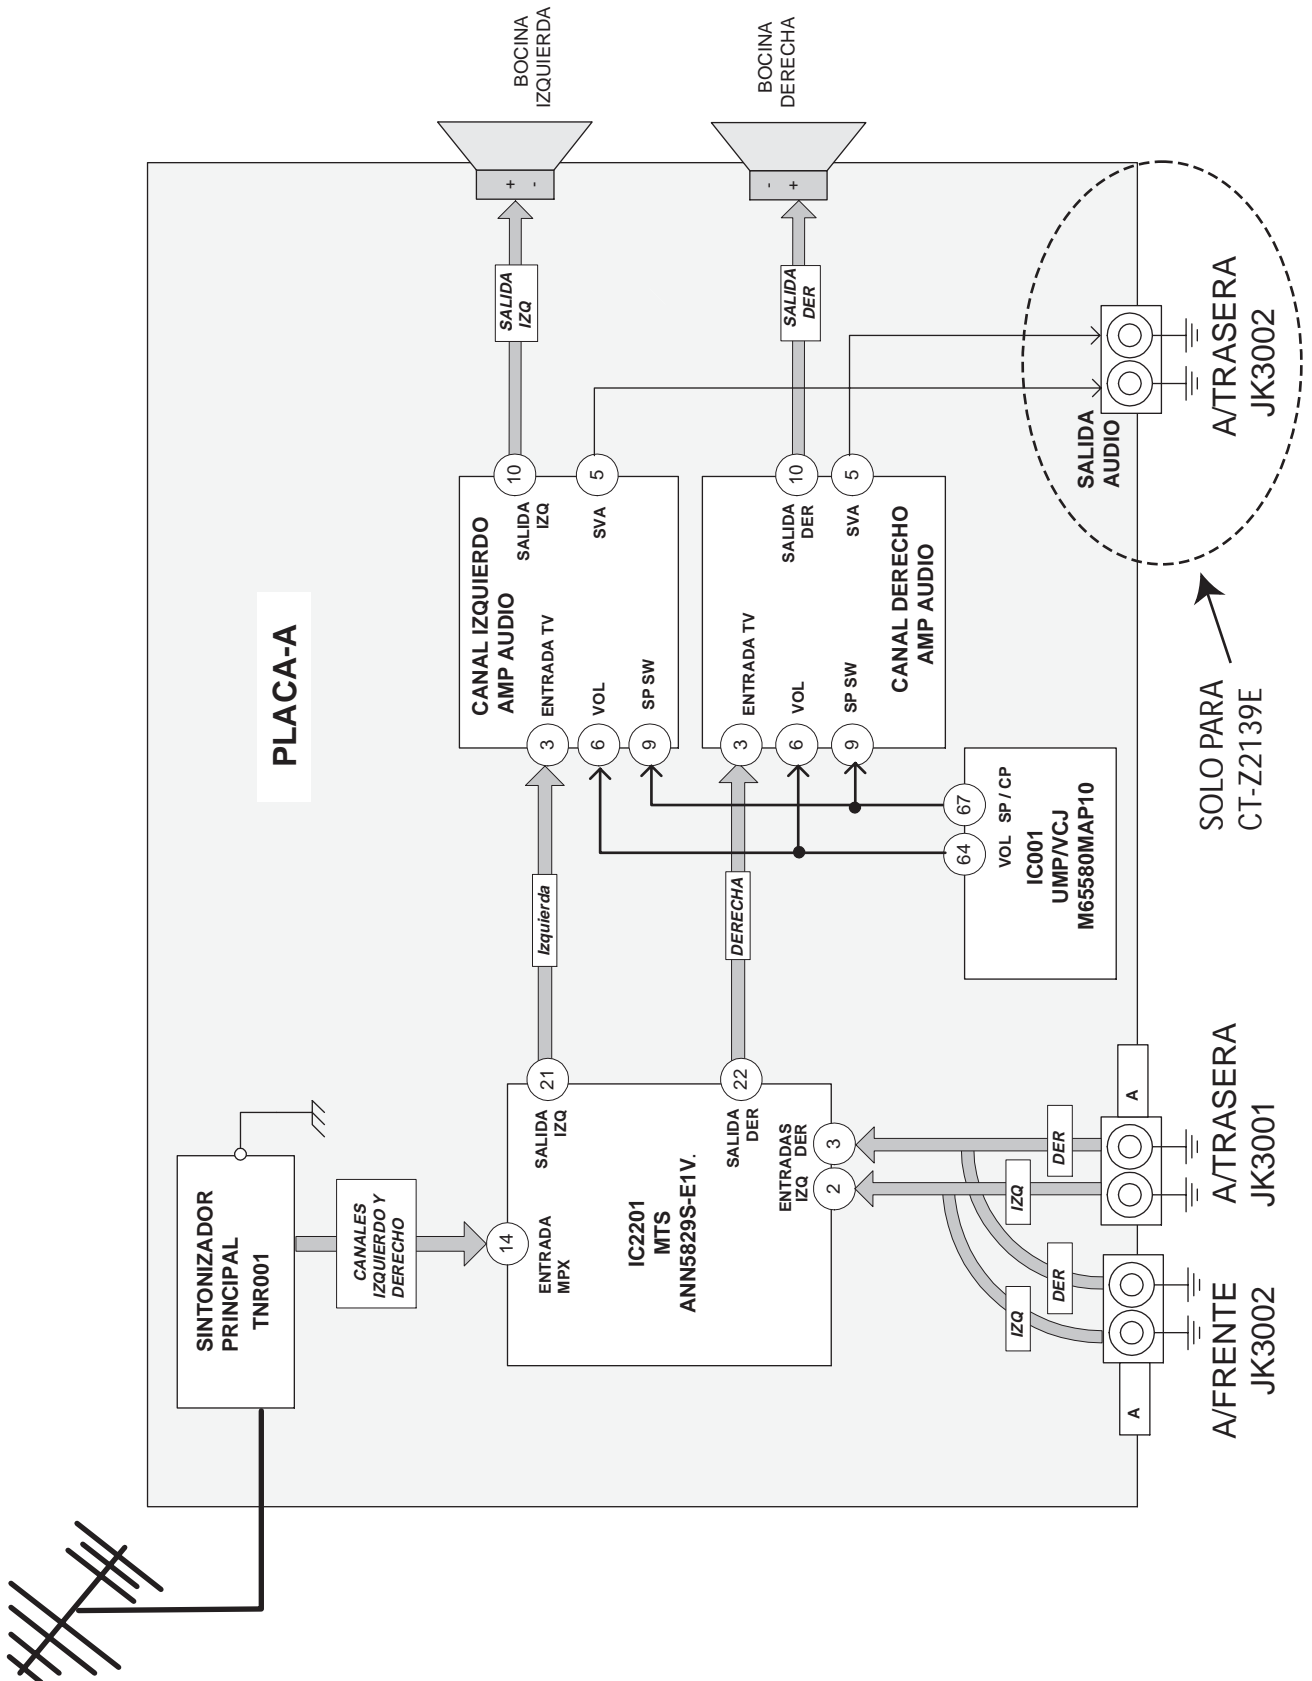 PLACA-A
SINTONIZADOR
PRINCIPAL
TNR001
CANALES
IZQUIERDO Y
DERECHO
14
ENTRADA
MPX
IC2201
MTS
ANN5829S-E1V.
SALIDA
IZQ
21
SALIDA
DER
22
ENTRADAS
IZQ DER
2
3
Izquierda
DERECHA
CANAL IZQUIERDO
AMP AUDIO
3
ENTRADA TV
6
VOL
9
SP SW
SALIDA
IZQ
10
SVA
5
CANAL DERECHO
AMP AUDIO
3
ENTRADA TV
6
VOL
9
SP SW
SALIDA
DER
10
SVA
5
SALIDA
IZQ
SALIDA
DER
+
-
BOCINA
IZQUIERDA
-
+
BOCINA
DERECHA
64
67
VOL SP / CP
IC001
UMP/VCJ
M65580MAP10
IZQ
DER
IZQ
DER
A
A/FRENTE
JK3002
A
A/TRASERA
JK3001
SALIDA
AUDIO
A/TRASERA
JK3002
SOLO PARA
CT-Z2139E